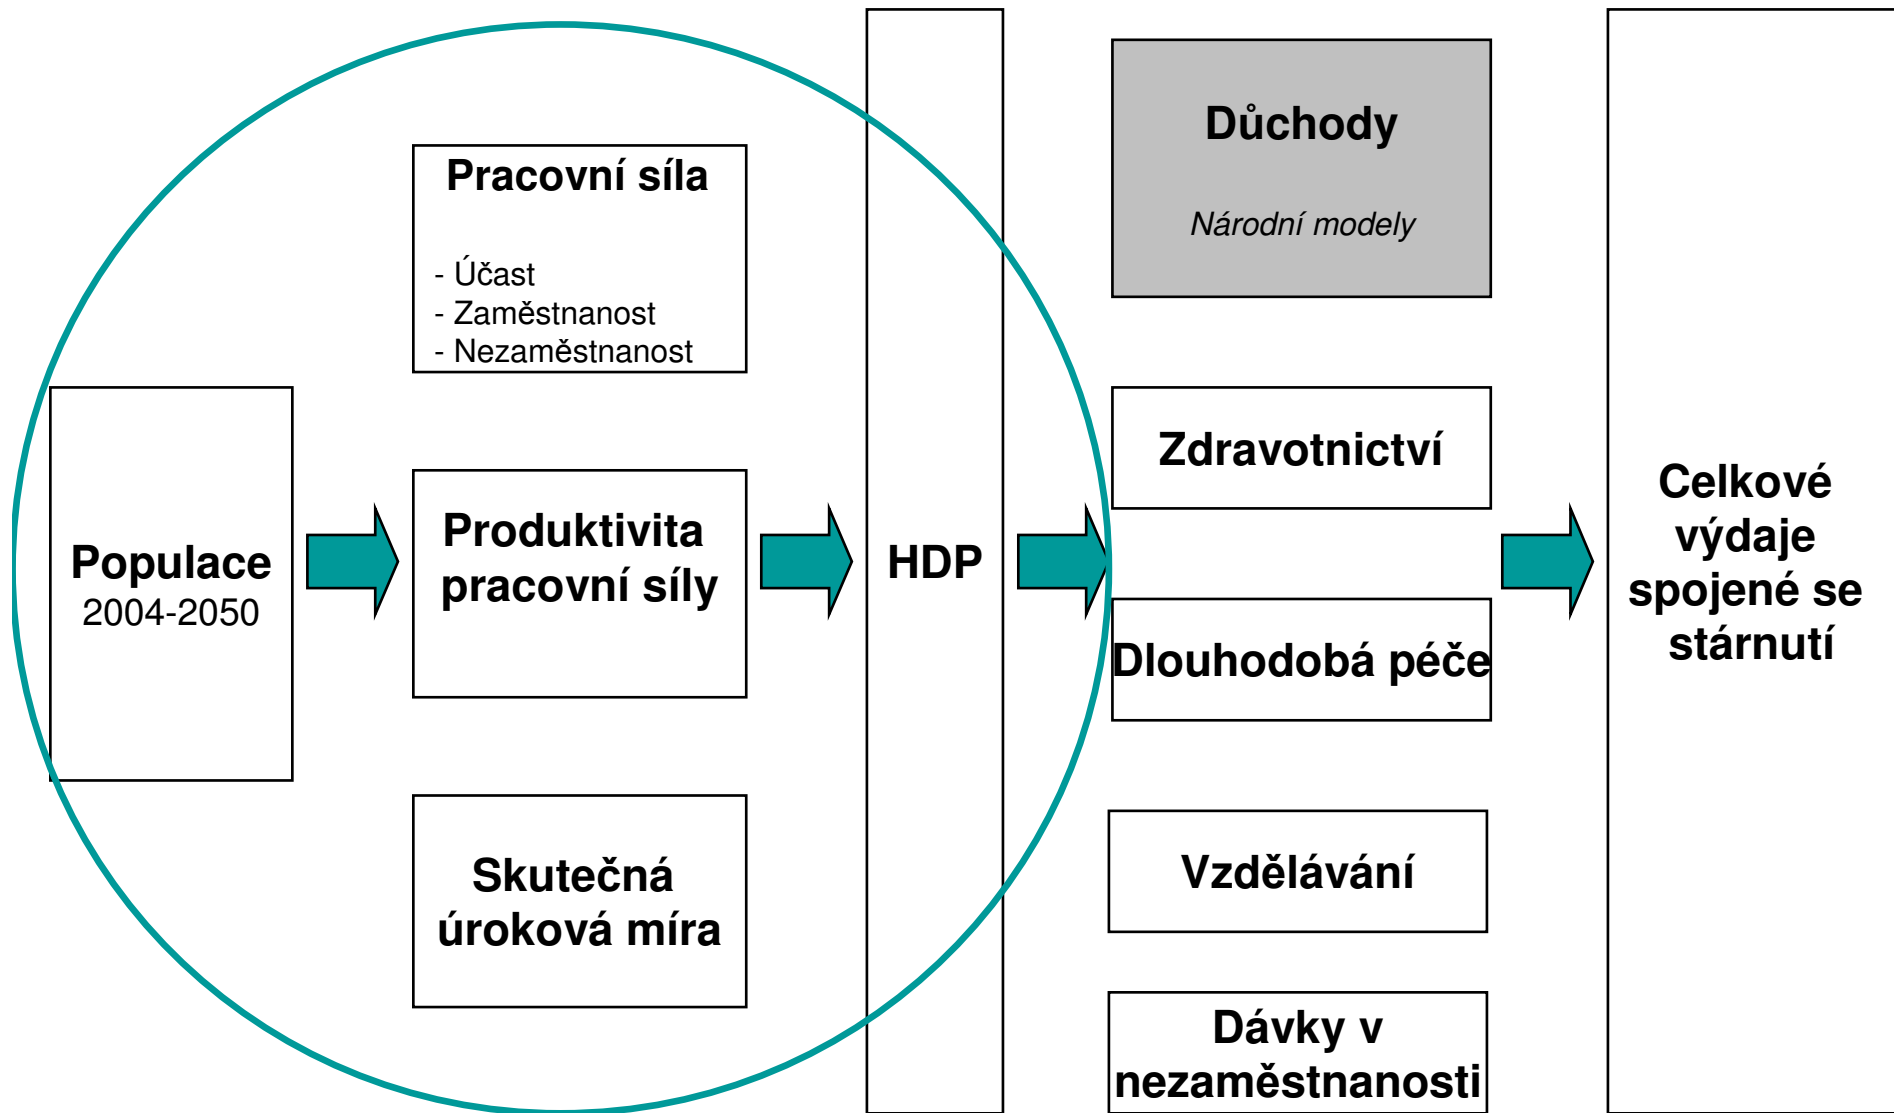 Populace
2004-2050
Pracovní síla
- Účast
- Zaměstnanost
- Nezaměstnanost
Produktivita
pracovní síly
Skutečná
úroková míra
HDP
Důchody
Národní modely
Zdravotnictví
Dlouhodobá péče
Vzdělávání
Dávky v
nezaměstnanosti
Celkové
výdaje
spojené se
stárnutí